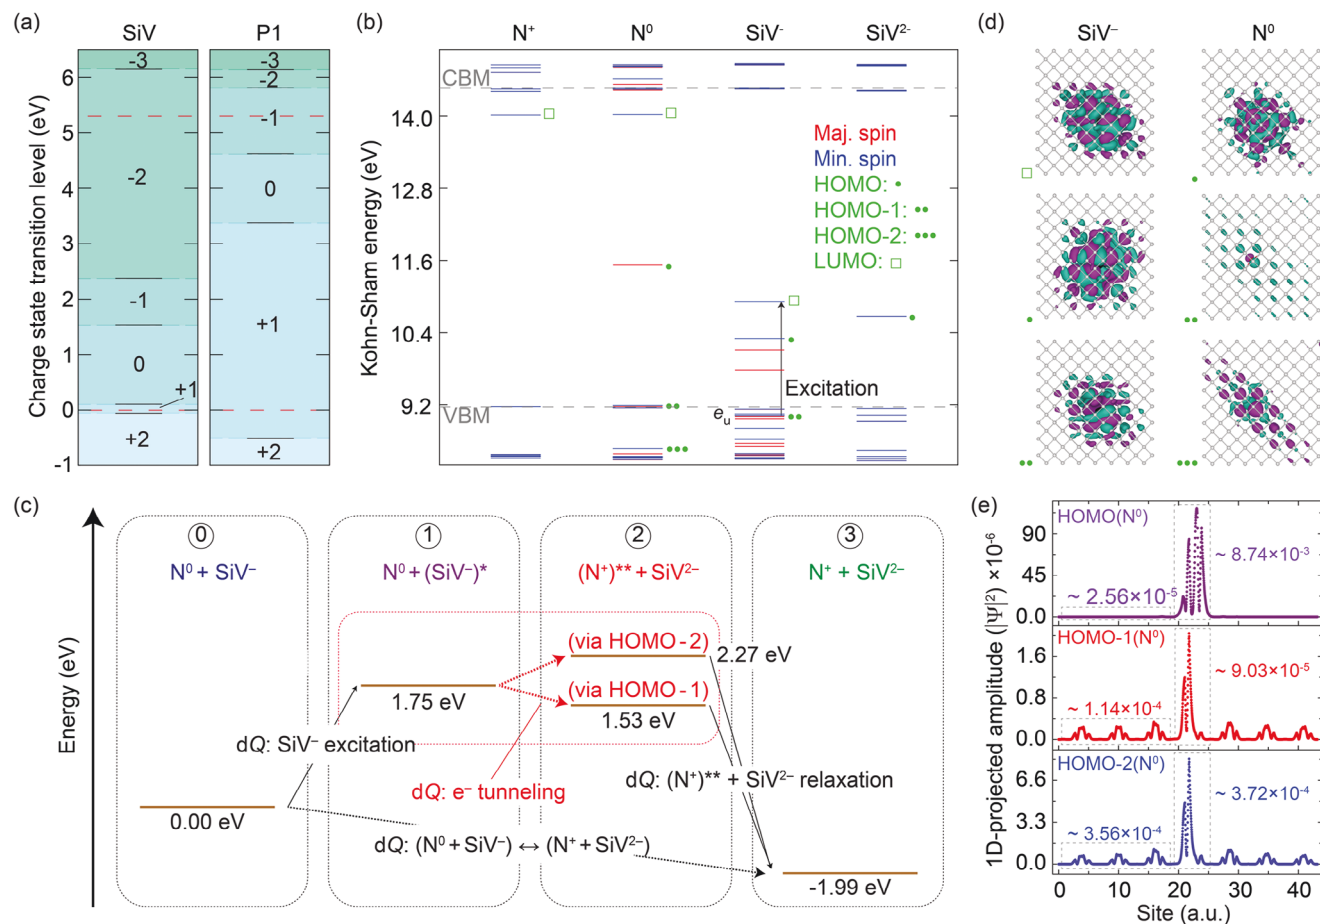 (a)
SiV
P1
Charge state transition level (eV)
6
5
4
3
2
1
0
-1
-3
-2
-1
0
+1
+2
-3
-2
-1
0
+1
+2
(b)
N⁺
N⁰
SiV⁻
SiV²⁻
Kohn-Sham energy (eV)
14.0
12.8
11.6
10.4
9.2
CBM
VBM
Maj. spin
Min. spin
HOMO: •
HOMO-1: ••
HOMO-2: •••
LUMO: □
Excitation
eᵤ
(d)
SiV⁻
N⁰
(c)
Energy (eV)
0
1
2
3
N⁰ + SiV⁻
N⁰ + (SiV⁻)*
(N⁺)** + SiV²⁻
N⁺ + SiV²⁻
(via HOMO-2)
2.27 eV
1.75 eV
(via HOMO-1)
1.53 eV
dQ: SiV⁻ excitation
dQ: e⁻ tunneling
dQ: (N⁺)** + SiV²⁻ relaxation
0.00 eV
dQ: (N⁰ + SiV⁻) ↔ (N⁺ + SiV²⁻)
-1.99 eV
(e)
1D-projected amplitude (|Ψ|²) ×10⁻⁶
HOMO(N⁰)
90
45
0.0
~ 8.74×10⁻³
~ 2.56×10⁻⁵
HOMO-1(N⁰)
1.6
0.8
0.0
~ 9.03×10⁻⁵
~ 1.14×10⁻⁴
HOMO-2(N⁰)
6.6
3.3
0.0
~ 3.72×10⁻⁴
~ 3.56×10⁻⁴
0 10 20 30 40
Site (a.u.)